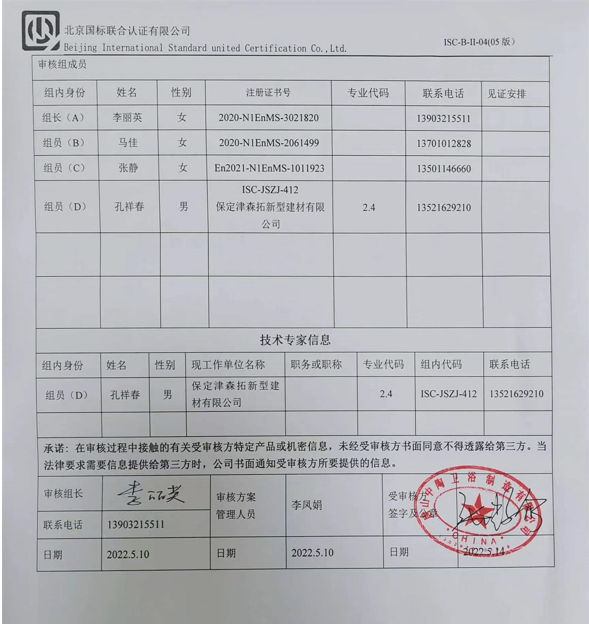 北京国标联合认证有限公司
Beijing International Standard united Certification Co.,Ltd.
ISC-B-II-04(05版)
审核组成员
组内身份 姓名 性别 注册证书号 专业代码 联系电话 见证安排
组长（A） 李丽英 女 2020-N1EnMS-3021820 13903215511
组员（B） 马佳 女 2020-N1EnMS-2061499 13701012828
组员（C） 张静 女 En2021-N1EnMS-1011923 13501146660
组员（D） 孔祥春 男 ISC-JSZJ-412 保定津森拓新型建材有限公司 2.4 13521629210
技术专家信息
组内身份 姓名 性别 现工作单位名称 职务或职称 专业代码 组内代码 联系电话
组员（D） 孔祥春 男 保定津森拓新型建材有限公司 2.4 ISC-JSZJ-412 13521629210
承诺：在审核过程中接触的有关受审核方特定产品或机密信息，未经受审核方书面同意不得透露给第三方。当
法律要求需要信息提供给第三方时，公司书面通知受审核方所要提供的信息。
审核组长 李丽英 审核方案管理人员 李凤娟 受审核方签字及公章
联系电话 13903215511
日期 2022.5.10 日期 2022.5.10 日期 2022.5.14
山中陶卫浴制造有限公司
CHINA